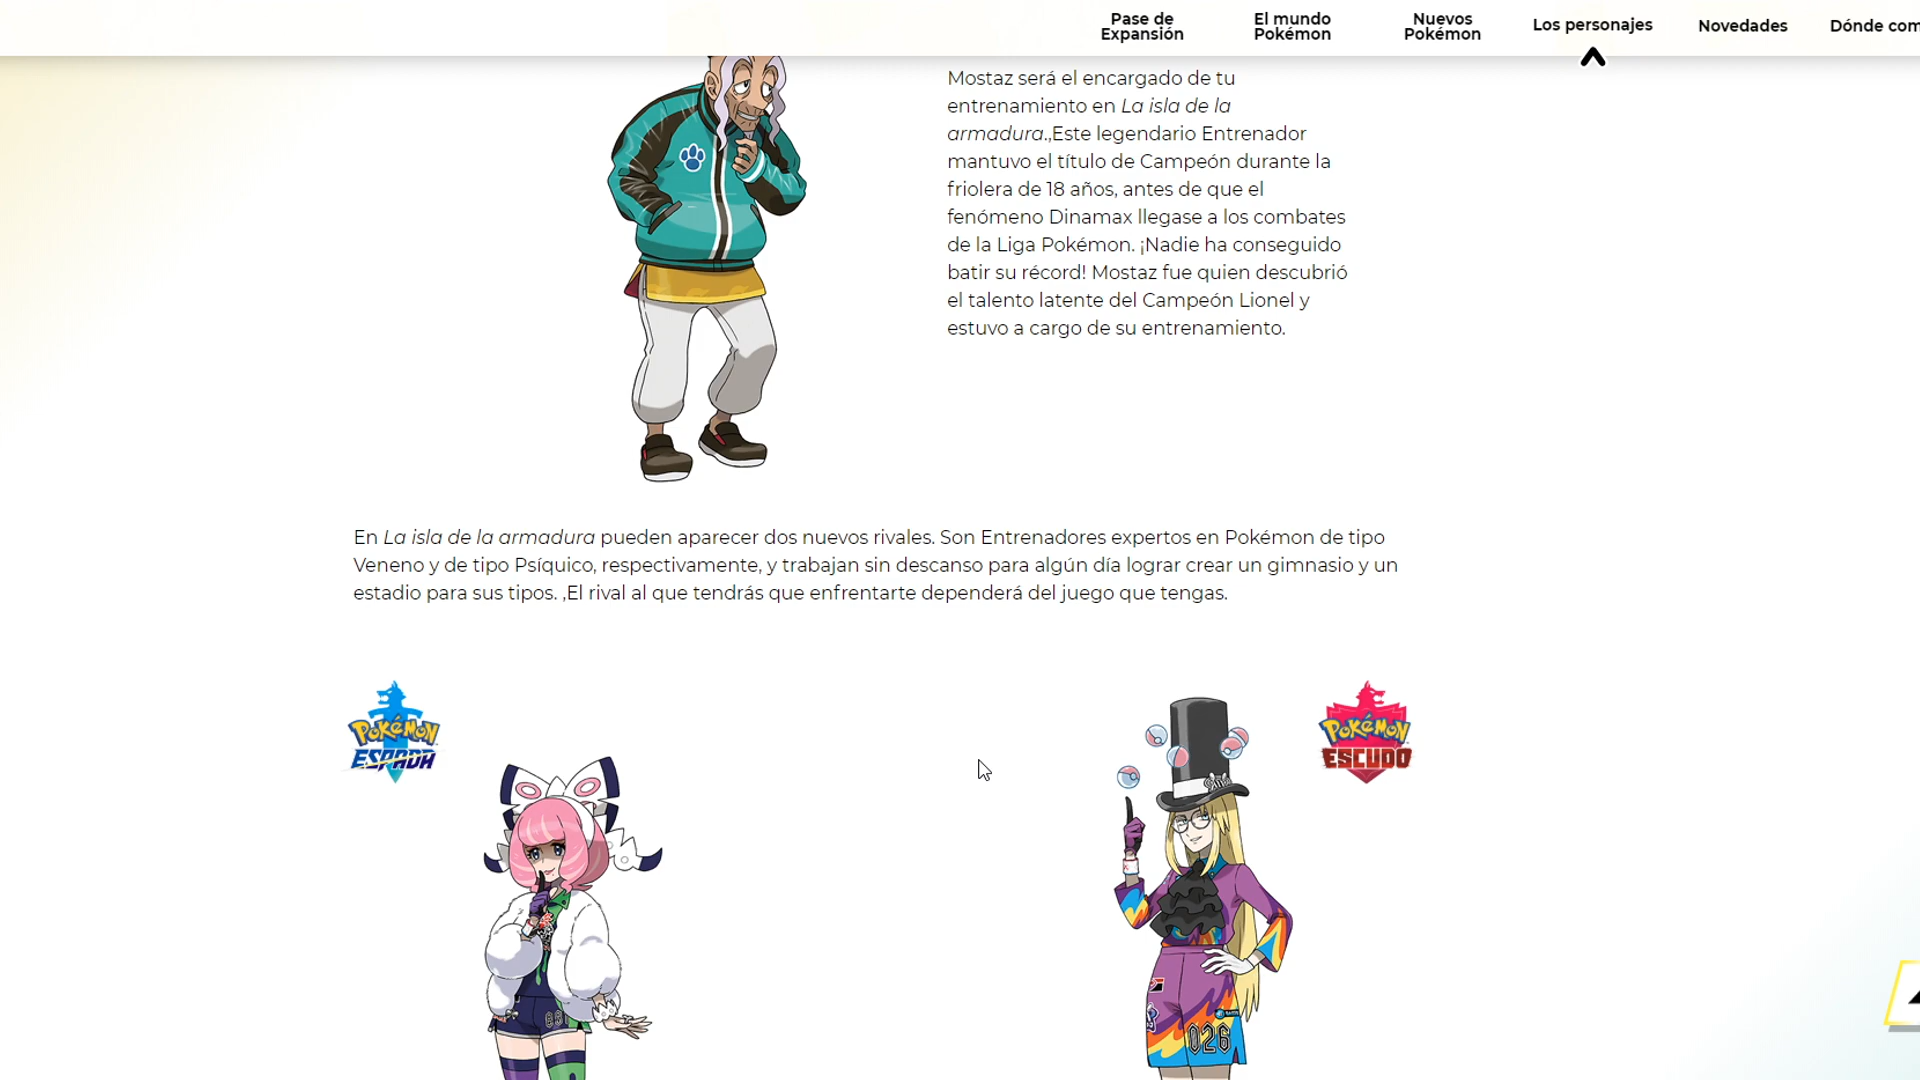 Pase de
Expansión
El mundo
Pokémon
Nuevos
Pokémon
Los personajes
Novedades
Dónde com
Mostaz será el encargado de tu
entrenamiento en La isla de la
armadura.,Este legendario Entrenador
mantuvo el título de Campeón durante la
friolera de 18 años, antes de que el
fenómeno Dinamax llegase a los combates
de la Liga Pokémon. ¡Nadie ha conseguido
batir su récord! Mostaz fue quien descubrió
el talento latente del Campeón Lionel y
estuvo a cargo de su entrenamiento.
En La isla de la armadura pueden aparecer dos nuevos rivales. Son Entrenadores expertos en Pokémon de tipo
Veneno y de tipo Psíquico, respectivamente, y trabajan sin descanso para algún día lograr crear un gimnasio y un
estadio para sus tipos. ,El rival al que tendrás que enfrentarte dependerá del juego que tengas.
POKéMON
ESPADA
POKéMON
ESCUDO
026